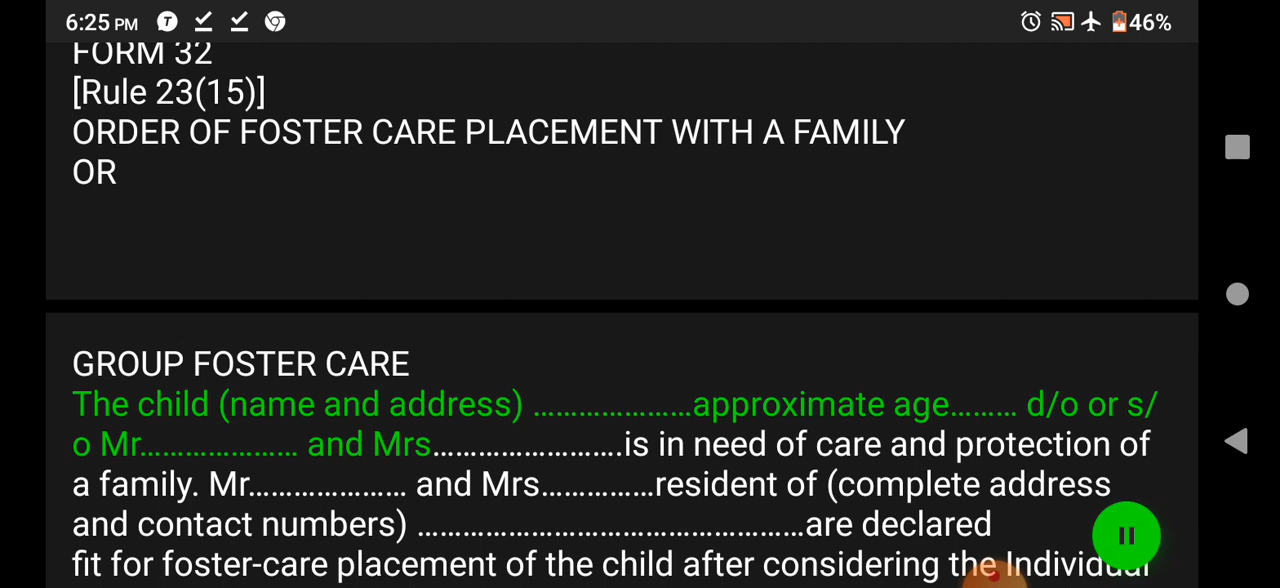 6:25 PM
46%
FORM 32
[Rule 23(15)]
ORDER OF FOSTER CARE PLACEMENT WITH A FAMILY
OR
GROUP FOSTER CARE
The child (name and address) …………………approximate age……… d/o or s/
o Mr………………… and Mrs…………………….is in need of care and protection of
a family. Mr………………… and Mrs……………resident of (complete address
and contact numbers) ……………………………………………are declared
fit for foster-care placement of the child after considering the Individual